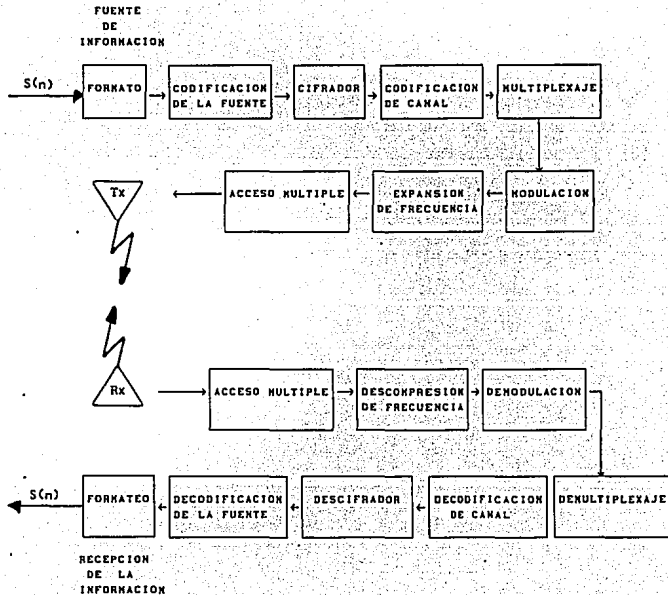 FUENTE
DE
INFORMACION
S(n)
FORMATO
CODIFICACION
DE LA FUENTE
CIFRADOR
CODIFICACION
DE CANAL
MULTIPLEXAJE
Tx
ACCESO MULTIPLE
EXPANSION
DE FRECUENCIA
MODULACION
Rx
ACCESO MULTIPLE
DESCOMPRESION
DE FRECUENCIA
DEMODULACION
S(n)
FORMATEO
DECODIFICACION
DE LA FUENTE
DESCIFRADOR
DECODIFICACION
DE CANAL
DEMULTIPLEXAJE
RECEPCION
DE LA
INFORMACION